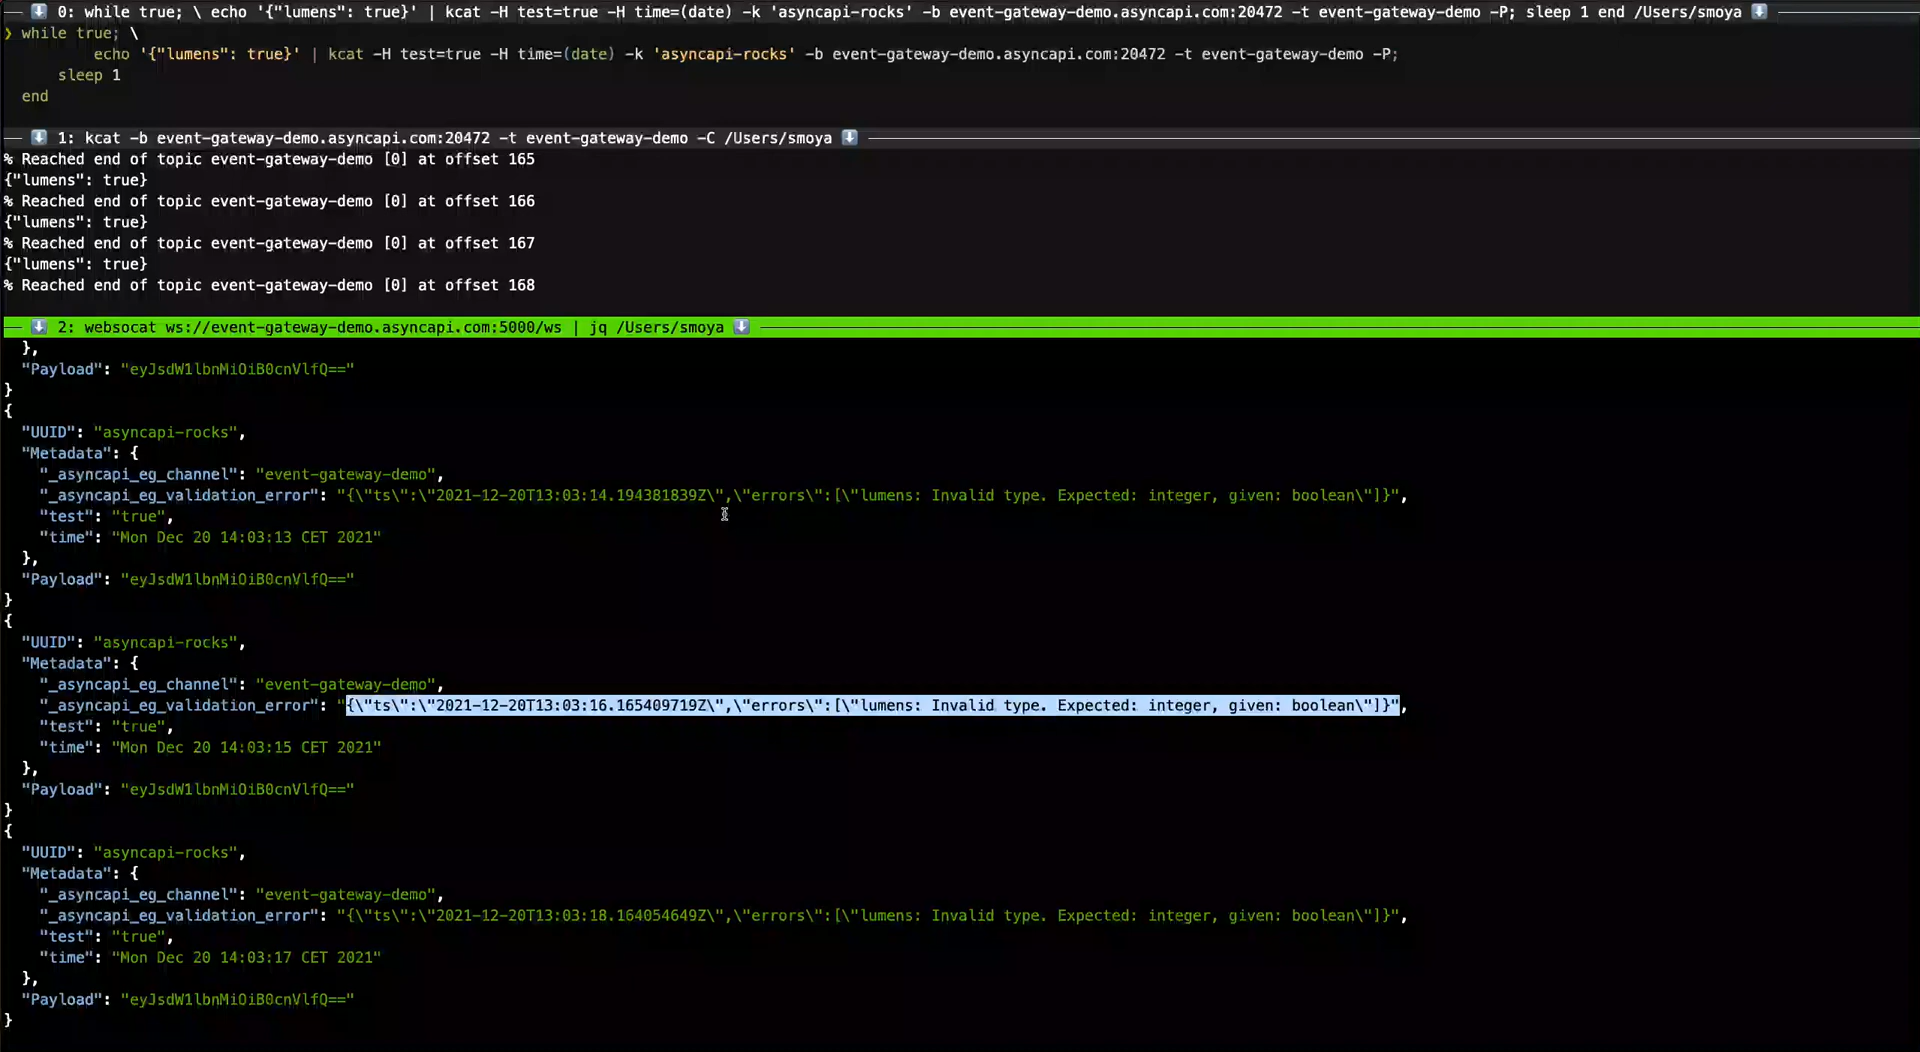 0: while true; \ echo '{"lumens": true}' | kcat -H test=true -H time=(date) -k 'asyncapi-rocks' -b event-gateway-demo.asyncapi.com:20472 -t event-gateway-demo -P; sleep 1 end /Users/smoya
❯ while true; \
echo '{"lumens": true}' | kcat -H test=true -H time=(date) -k 'asyncapi-rocks' -b event-gateway-demo.asyncapi.com:20472 -t event-gateway-demo -P;
sleep 1
end
1: kcat -b event-gateway-demo.asyncapi.com:20472 -t event-gateway-demo -C /Users/smoya
% Reached end of topic event-gateway-demo [0] at offset 165
{"lumens": true}
% Reached end of topic event-gateway-demo [0] at offset 166
{"lumens": true}
% Reached end of topic event-gateway-demo [0] at offset 167
{"lumens": true}
% Reached end of topic event-gateway-demo [0] at offset 168
2: websocat ws://event-gateway-demo.asyncapi.com:5000/ws | jq /Users/smoya
},
"Payload": "eyJsdW1lbnMiOiB0cnVlfQ=="
}
{
"UUID": "asyncapi-rocks",
"Metadata": {
"_asyncapi_eg_channel": "event-gateway-demo",
"_asyncapi_eg_validation_error": "{\"ts\":\"2021-12-20T13:03:14.194381839Z\",\"errors\":[\"lumens: Invalid type. Expected: integer, given: boolean\"]}",
"test": "true",
"time": "Mon Dec 20 14:03:13 CET 2021"
},
"Payload": "eyJsdW1lbnMiOiB0cnVlfQ=="
}
{
"UUID": "asyncapi-rocks",
"Metadata": {
"_asyncapi_eg_channel": "event-gateway-demo",
"_asyncapi_eg_validation_error": "{\"ts\":\"2021-12-20T13:03:16.165409719Z\",\"errors\":[\"lumens: Invalid type. Expected: integer, given: boolean\"]}",
"test": "true",
"time": "Mon Dec 20 14:03:15 CET 2021"
},
"Payload": "eyJsdW1lbnMiOiB0cnVlfQ=="
}
{
"UUID": "asyncapi-rocks",
"Metadata": {
"_asyncapi_eg_channel": "event-gateway-demo",
"_asyncapi_eg_validation_error": "{\"ts\":\"2021-12-20T13:03:18.164054649Z\",\"errors\":[\"lumens: Invalid type. Expected: integer, given: boolean\"]}",
"test": "true",
"time": "Mon Dec 20 14:03:17 CET 2021"
},
"Payload": "eyJsdW1lbnMiOiB0cnVlfQ=="
}